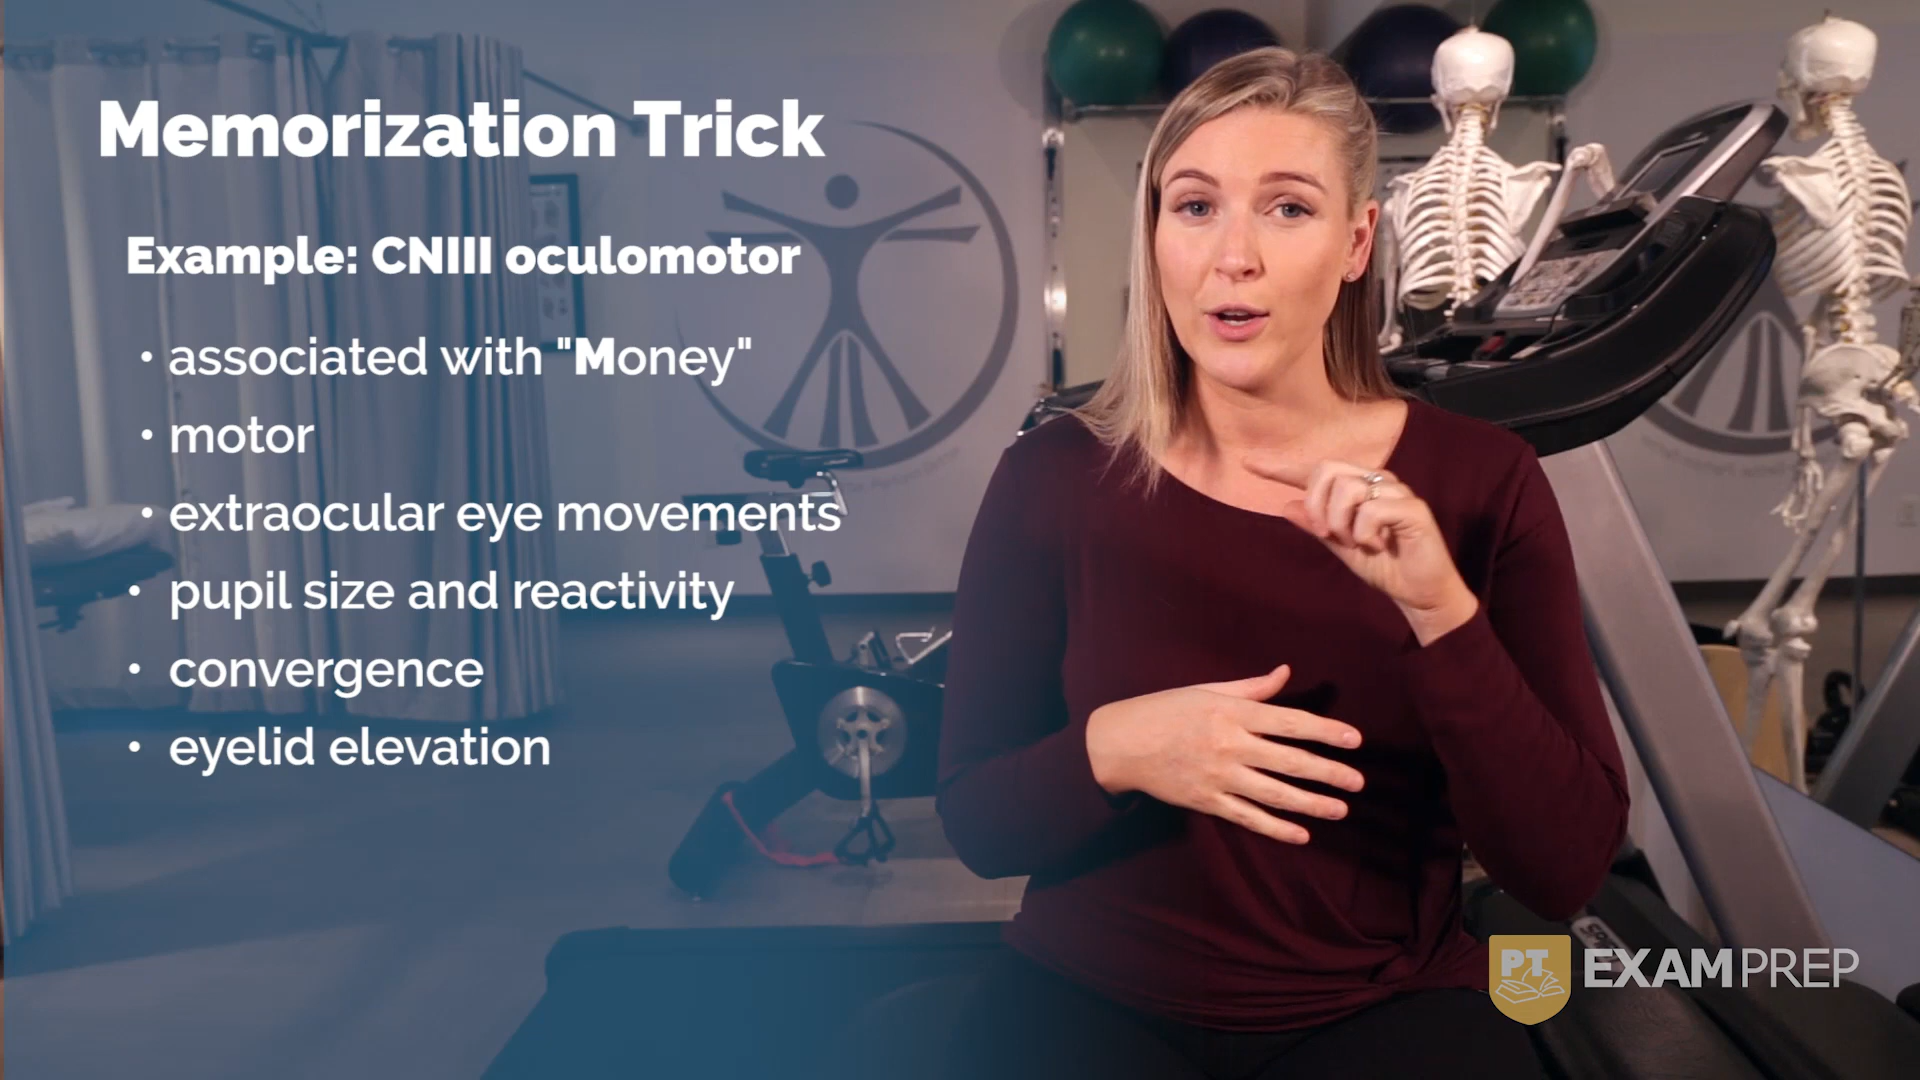 Memorization Trick
Example: CNIII oculomotor
• associated with "Money"
• motor
• extraocular eye movements
• pupil size and reactivity
• convergence
• eyelid elevation
PT
EXAMPREP